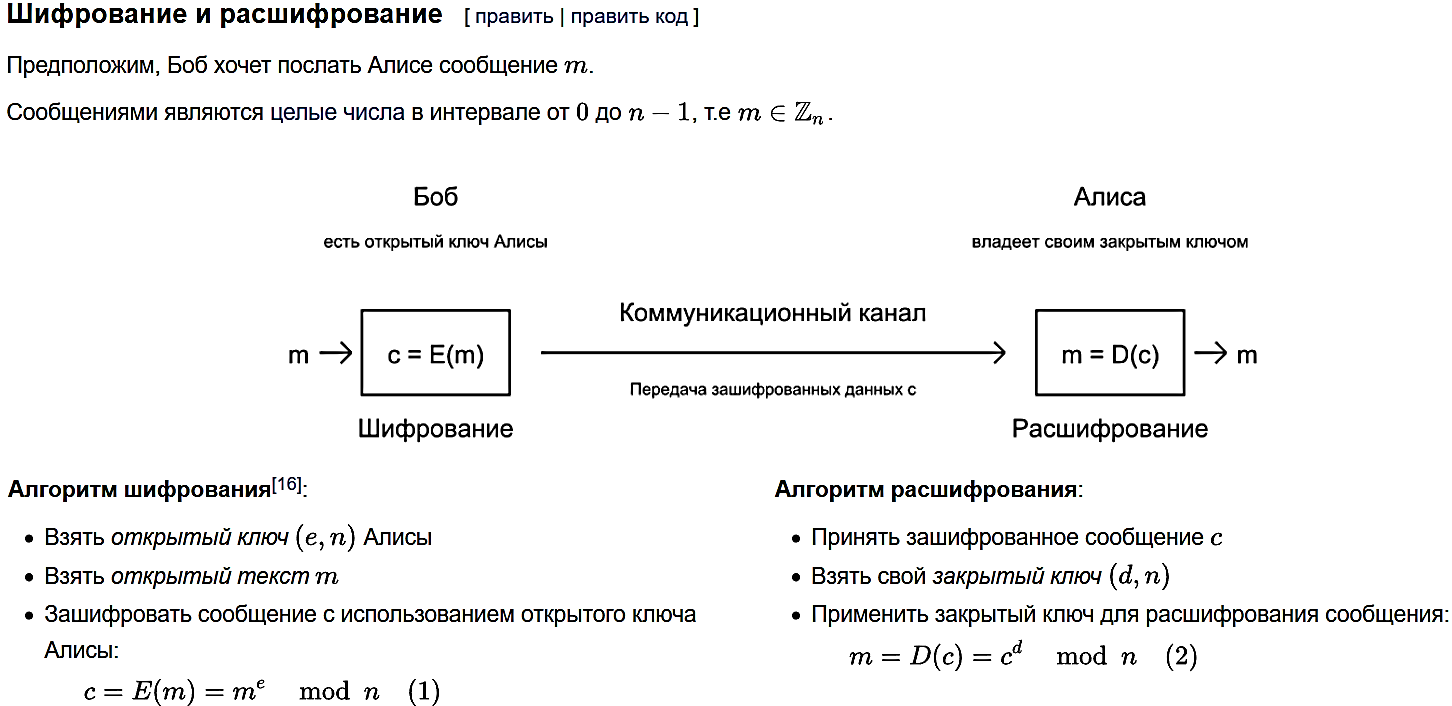 Шифрование и расшифрование [ править | править код ]
Предположим, Боб хочет послать Алисе сообщение m.
Сообщениями являются целые числа в интервале от 0 до n − 1, т.е m ∈ ℤₙ.
Боб
Алиса
есть открытый ключ Алисы
владеет своим закрытым ключом
Коммуникационный канал
m → c = E(m)
m = D(c) → m
Передача зашифрованных данных c
Шифрование
Расшифрование
Алгоритм шифрования[16]:
• Взять открытый ключ (e, n) Алисы
• Взять открытый текст m
• Зашифровать сообщение с использованием открытого ключа
Алисы:
c = E(m) = mᵉ mod n (1)
Алгоритм расшифрования:
• Принять зашифрованное сообщение c
• Взять свой закрытый ключ (d, n)
• Применить закрытый ключ для расшифрования сообщения:
m = D(c) = cᵈ mod n (2)